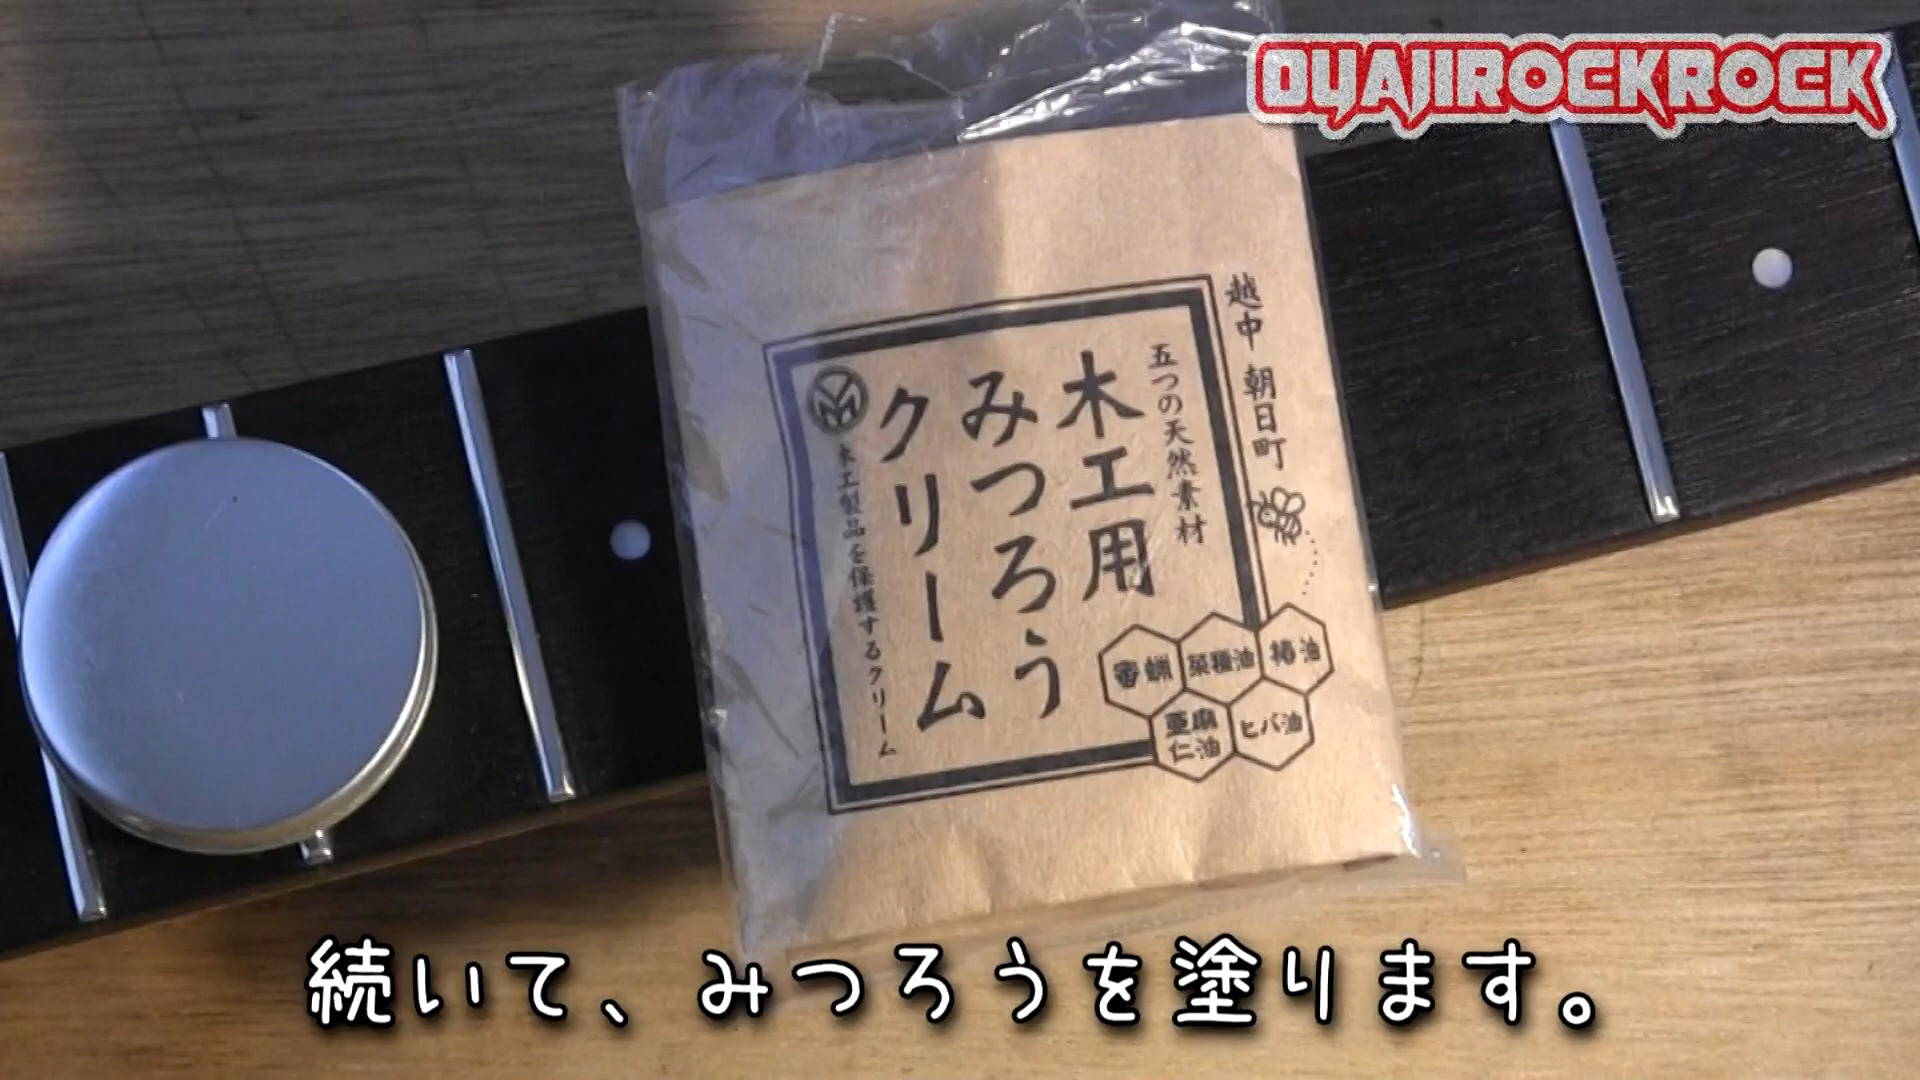 OYAJIROCKROCK
越中 朝日町
五つの天然素材
木工用
みつろう
クリーム
木工製品を保護するクリーム
蜜蝋
菜種油
椿油
亜麻
仁油
ヒバ油
続いて、みつろうを塗ります。